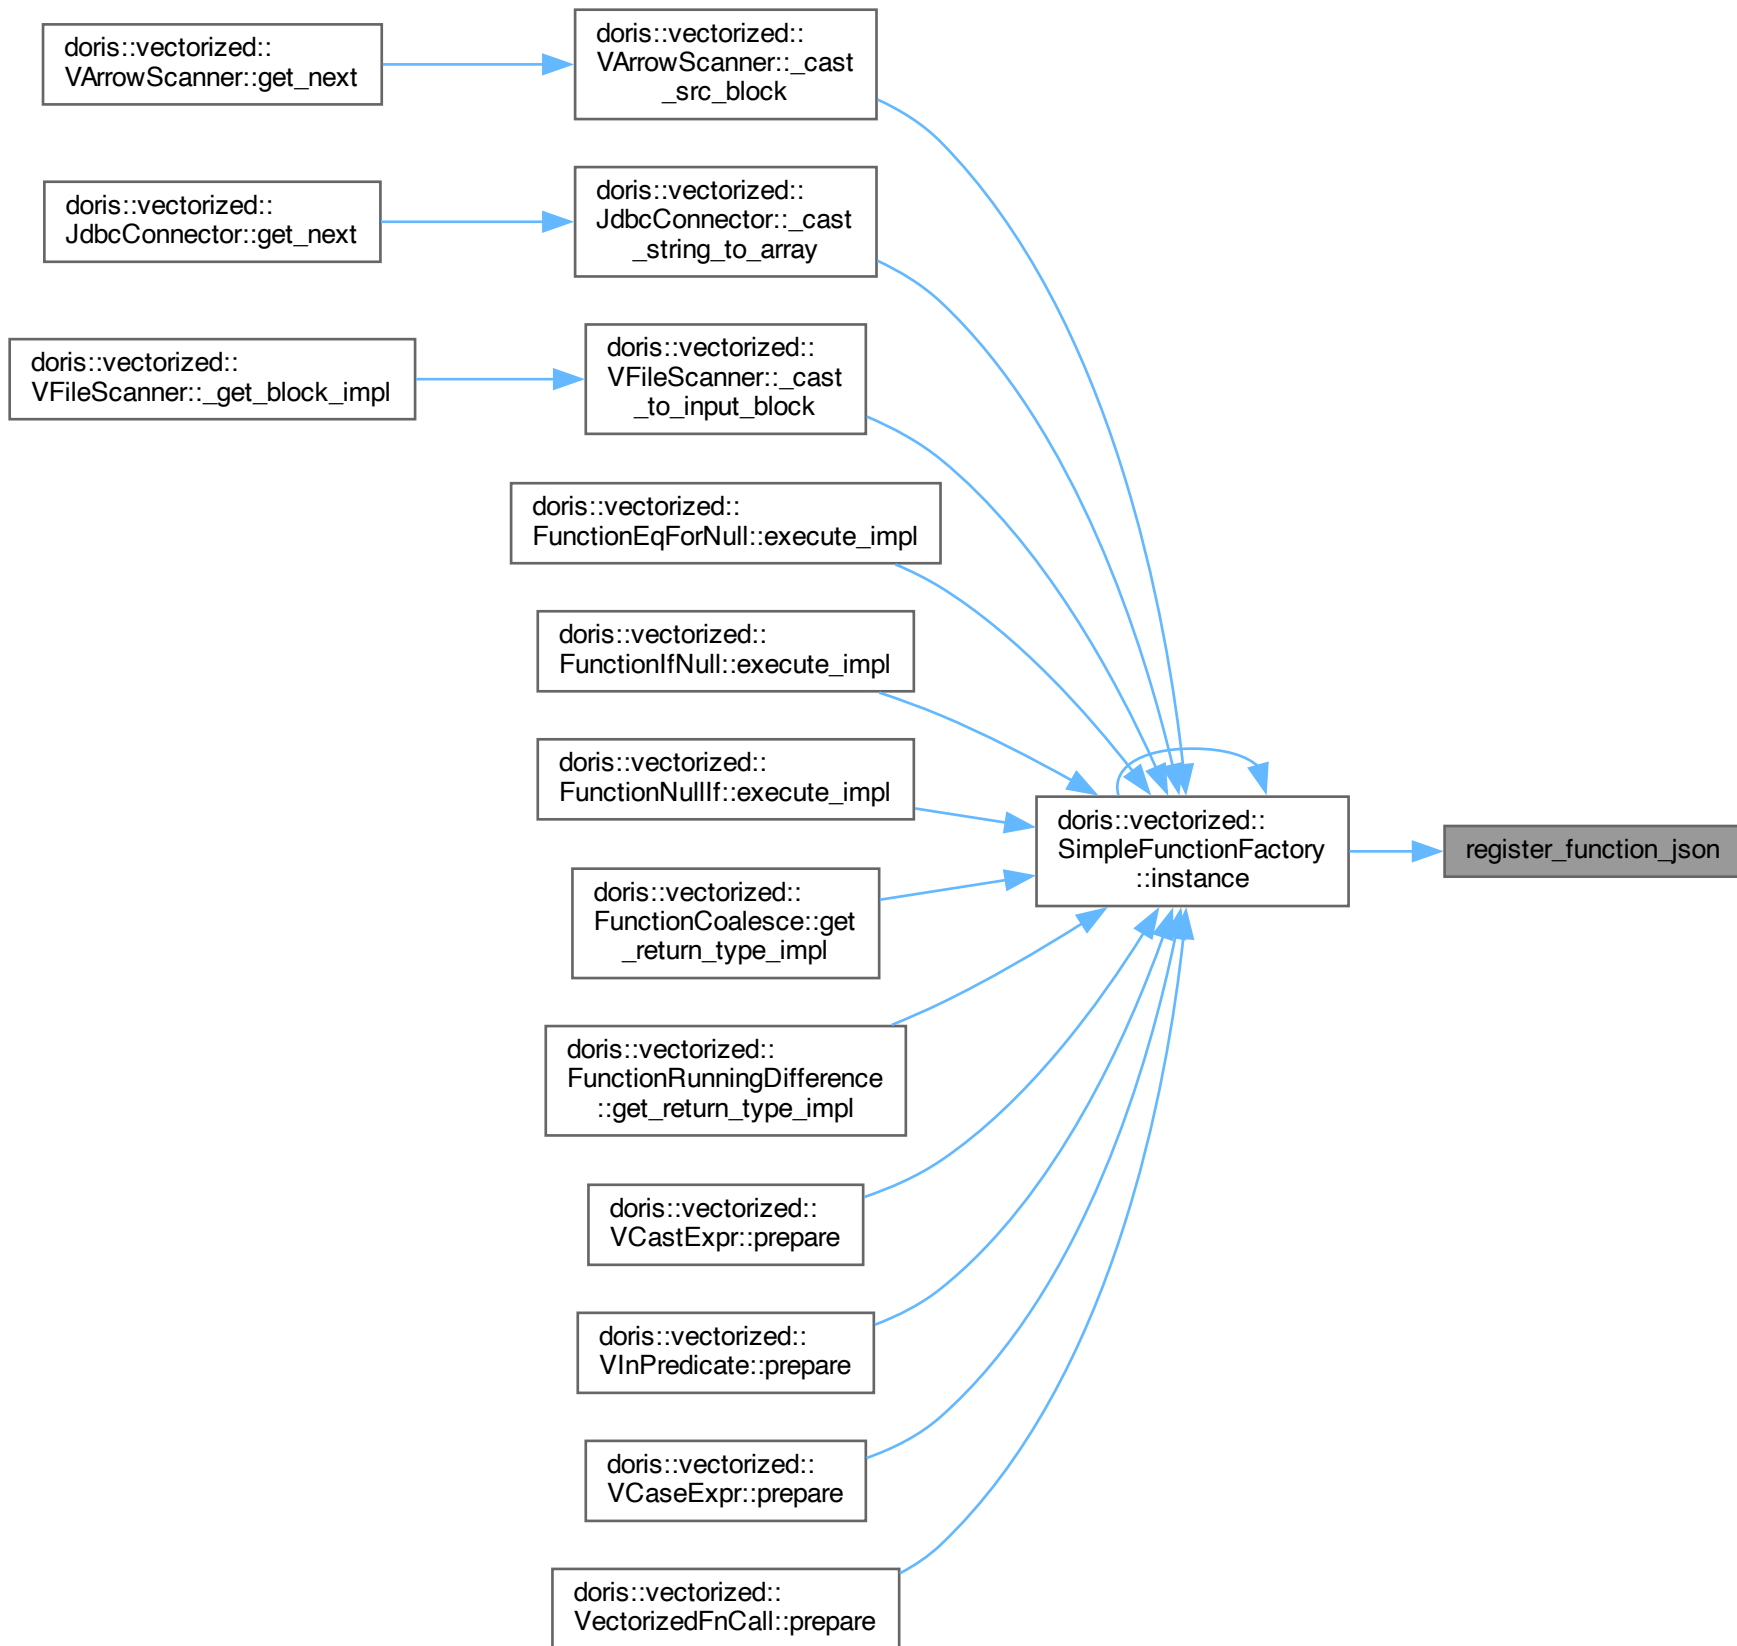 doris::vectorized::
VArrowScanner::get_next
doris::vectorized::
VArrowScanner::_cast
_src_block
doris::vectorized::
JdbcConnector::get_next
doris::vectorized::
JdbcConnector::_cast
_string_to_array
doris::vectorized::
VFileScanner::_get_block_impl
doris::vectorized::
VFileScanner::_cast
_to_input_block
doris::vectorized::
FunctionEqForNull::execute_impl
doris::vectorized::
FunctionIfNull::execute_impl
doris::vectorized::
FunctionNullIf::execute_impl
doris::vectorized::
FunctionCoalesce::get
_return_type_impl
doris::vectorized::
FunctionRunningDifference
::get_return_type_impl
doris::vectorized::
VCastExpr::prepare
doris::vectorized::
VInPredicate::prepare
doris::vectorized::
VCaseExpr::prepare
doris::vectorized::
VectorizedFnCall::prepare
doris::vectorized::
SimpleFunctionFactory
::instance
register_function_json